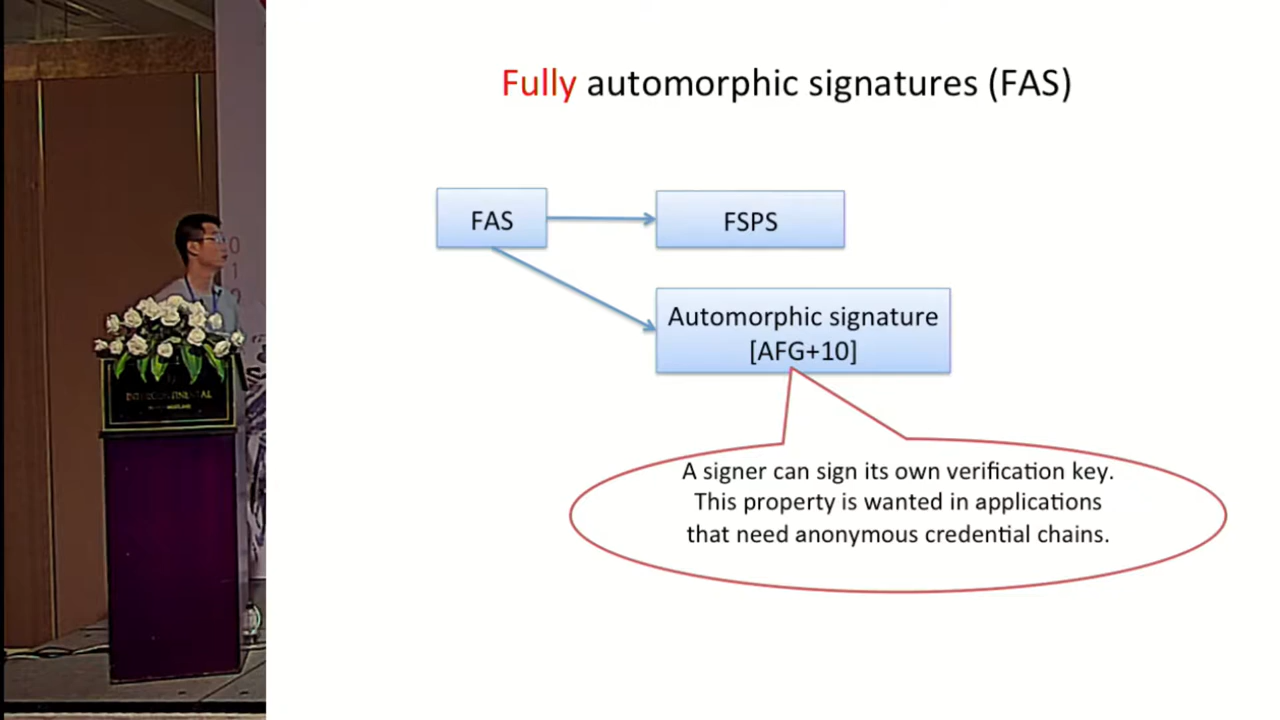 Fully automorphic signatures (FAS)
FAS
FSPS
Automorphic signature
[AFG+10]
A signer can sign its own verification key.
This property is wanted in applications
that need anonymous credential chains.
INTERCONTINENTAL